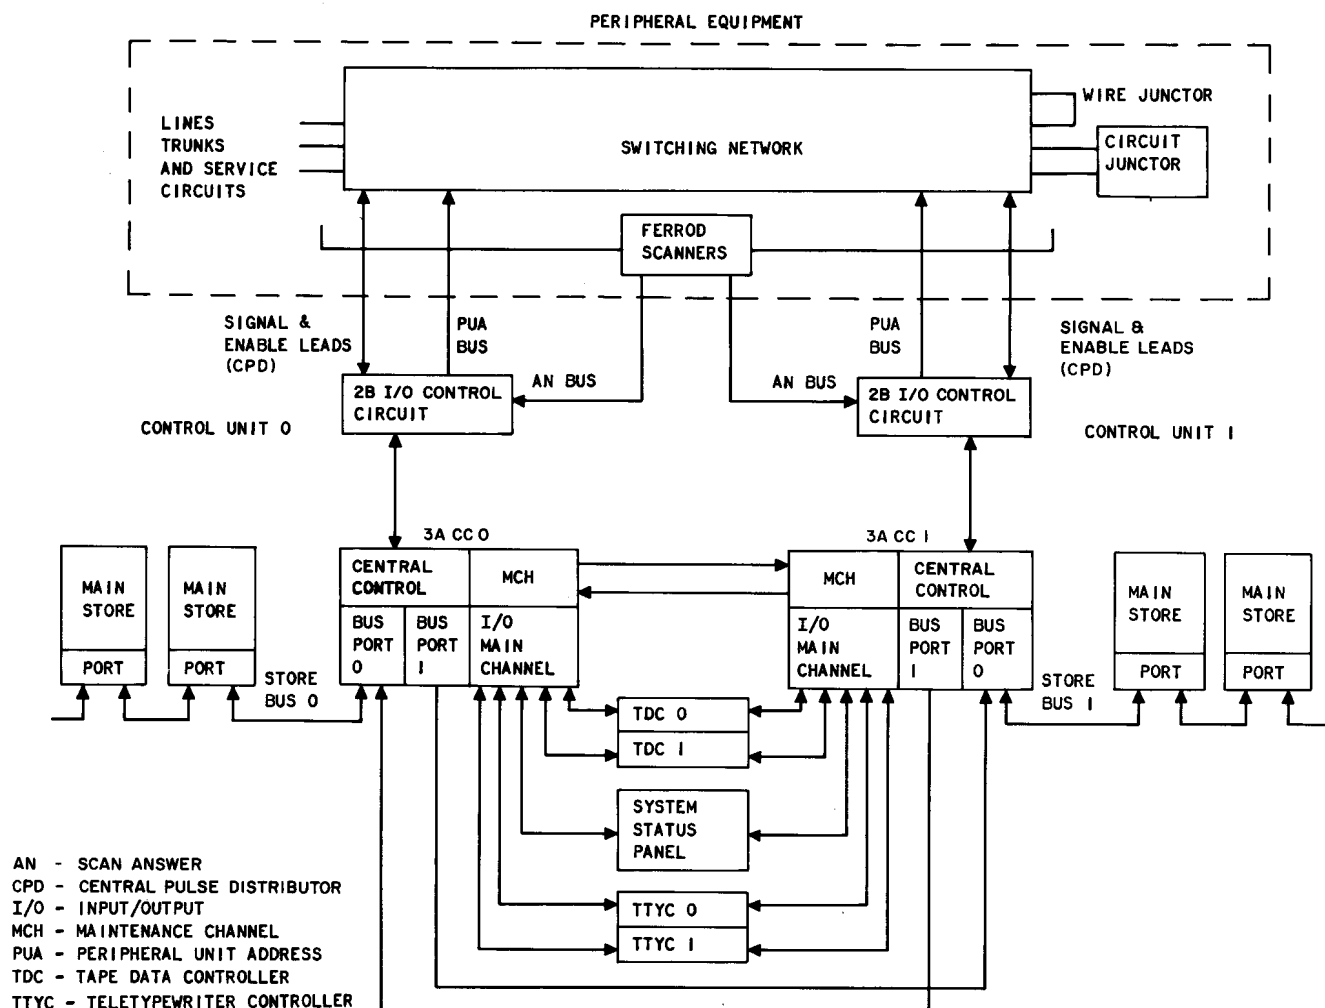 PERIPHERAL EQUIPMENT
LINES
TRUNKS
AND SERVICE
CIRCUITS
SWITCHING NETWORK
WIRE JUNCTOR
CIRCUIT
JUNCTOR
FERROD
SCANNERS
SIGNAL &
ENABLE LEADS
(CPD)
PUA
BUS
AN BUS
AN BUS
PUA
BUS
SIGNAL &
ENABLE LEADS
(CPD)
2B I/O CONTROL
CIRCUIT
2B I/O CONTROL
CIRCUIT
CONTROL UNIT 0
CONTROL UNIT 1
3A CC 0
3A CC 1
MAIN
STORE
PORT
MAIN
STORE
PORT
STORE
BUS 0
CENTRAL
CONTROL
MCH
BUS
PORT
0
BUS
PORT
1
I/O
MAIN
CHANNEL
MCH
CENTRAL
CONTROL
I/O
MAIN
CHANNEL
BUS
PORT
1
BUS
PORT
0
STORE
BUS 1
MAIN
STORE
PORT
MAIN
STORE
PORT
TDC 0
TDC 1
SYSTEM
STATUS
PANEL
TTYC 0
TTYC 1
AN - SCAN ANSWER
CPD - CENTRAL PULSE DISTRIBUTOR
I/O - INPUT/OUTPUT
MCH - MAINTENANCE CHANNEL
PUA - PERIPHERAL UNIT ADDRESS
TDC - TAPE DATA CONTROLLER
TTYC - TELETYPEWRITER CONTROLLER